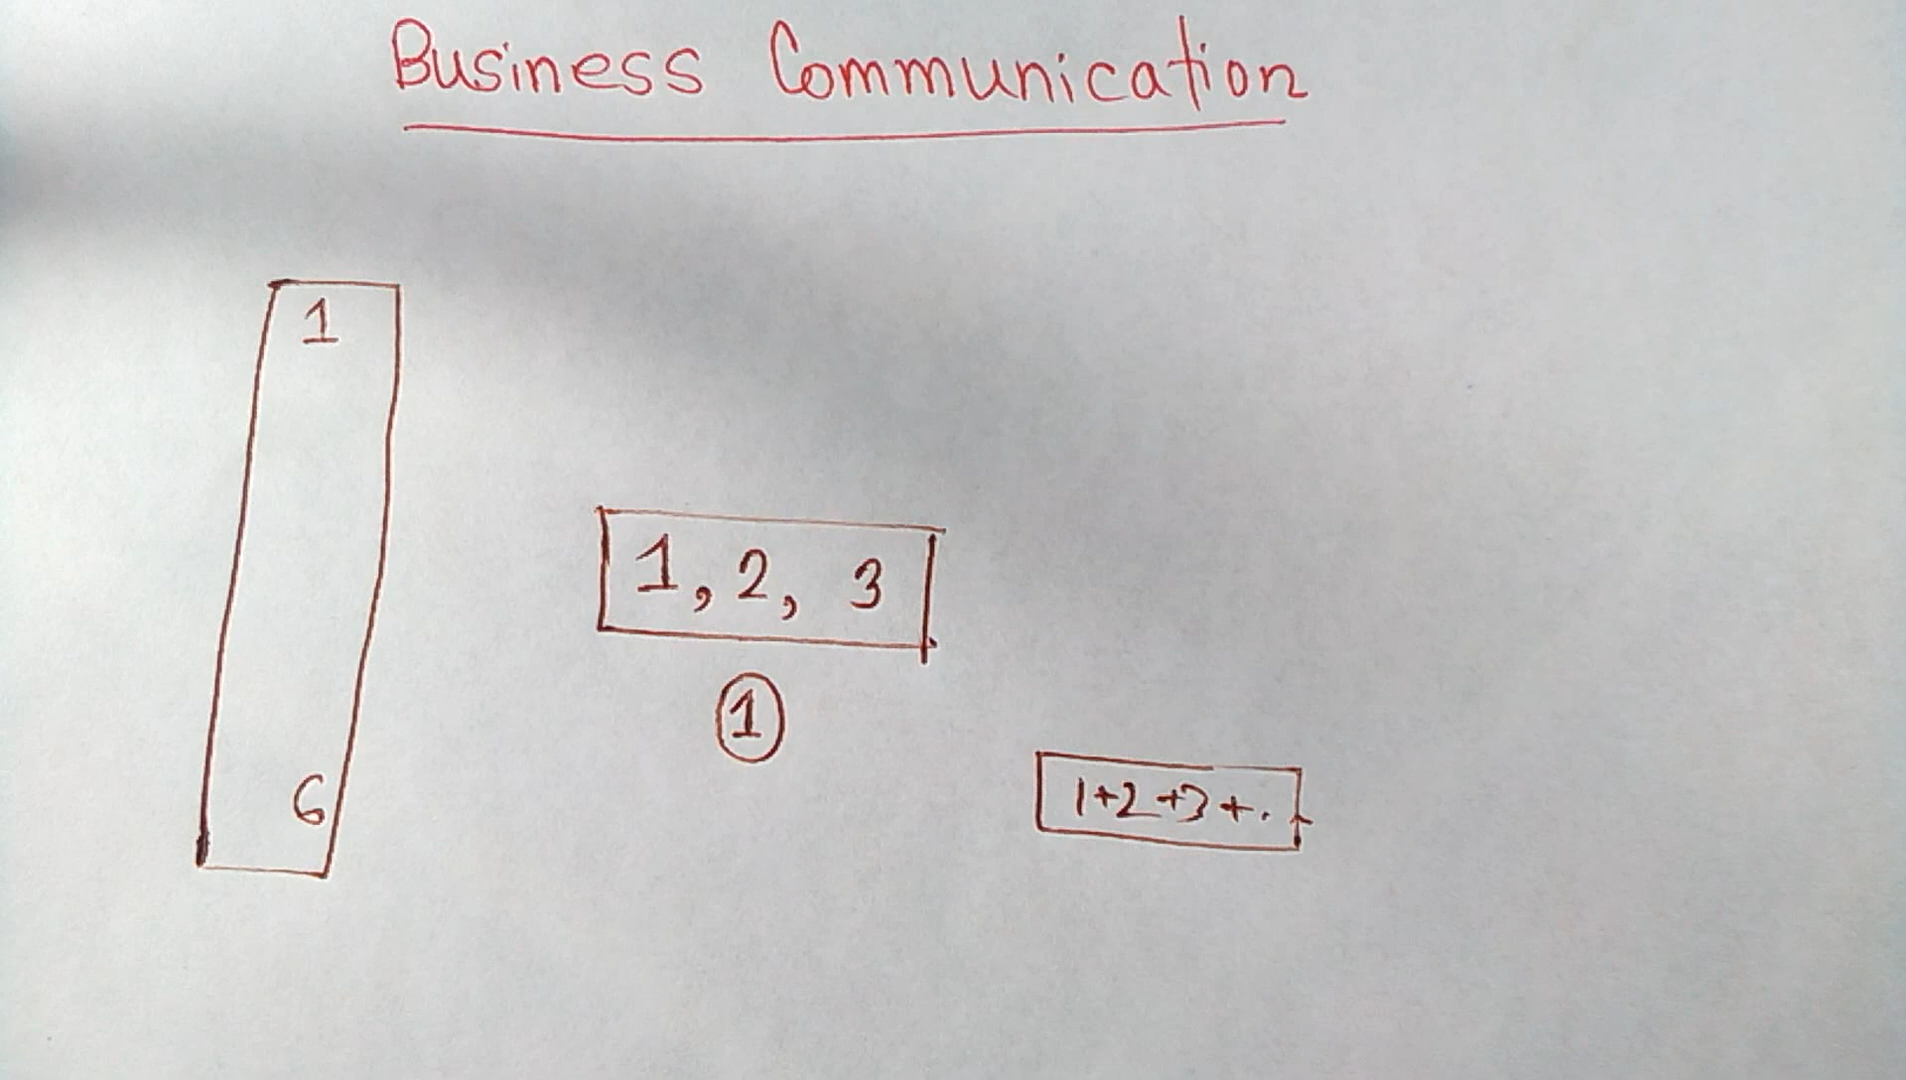 Business Communication
1
6
1, 2, 3
1
1+2+3+.